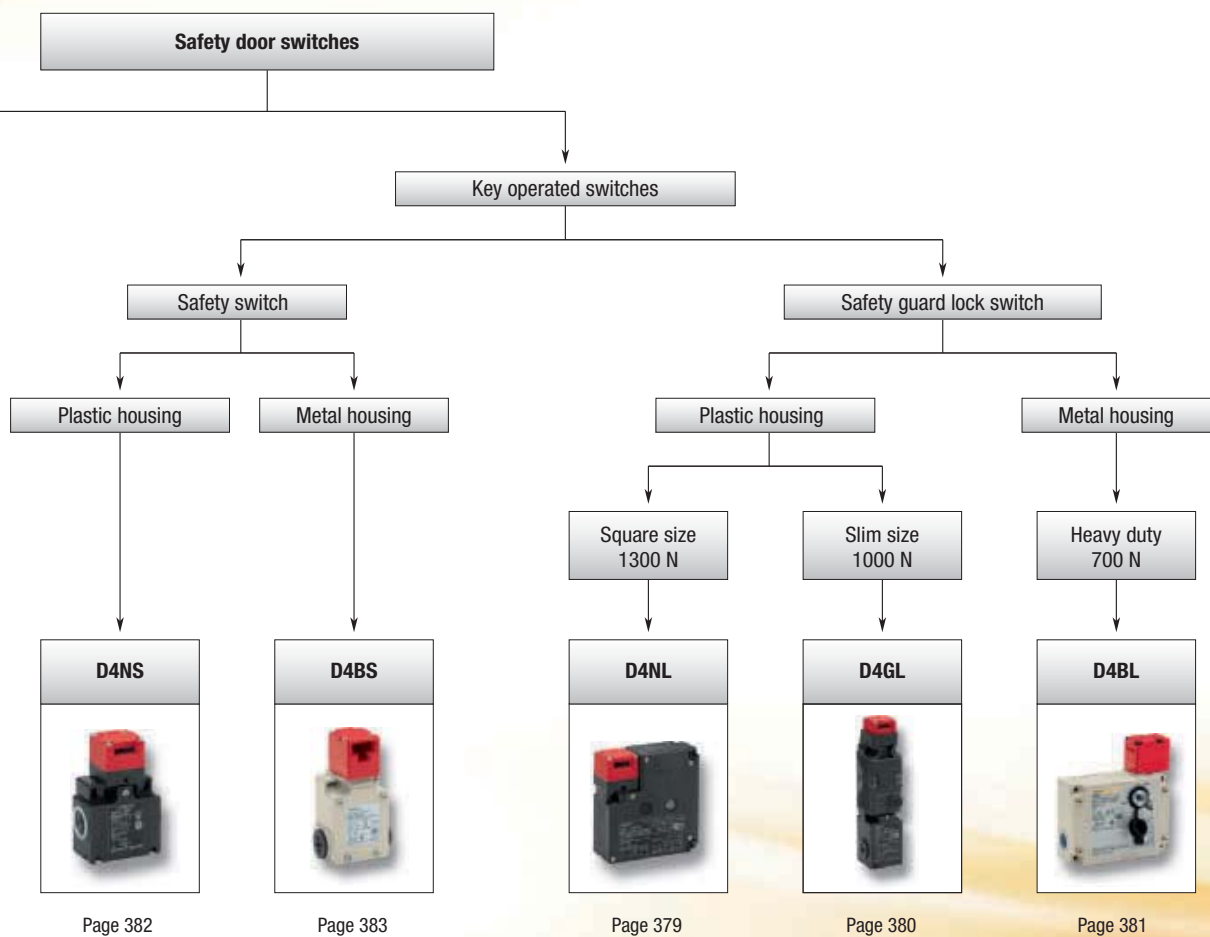 Safety door switches
Key operated switches
Safety switch
Safety guard lock switch
Plastic housing
Metal housing
Plastic housing
Metal housing
Square size
1300 N
Slim size
1000 N
Heavy duty
700 N
D4NS
D4BS
D4NL
D4GL
D4BL
Page 382
Page 383
Page 379
Page 380
Page 381